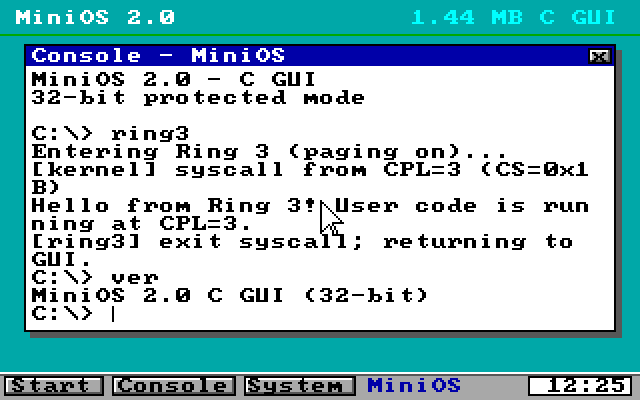 MiniOS 2.0
1.44 MB C GUI
Console - MiniOS
MiniOS 2.0 - C GUI
32-bit protected mode
C:\> ring3
Entering Ring 3 (paging on)...
[kernel] syscall from CPL=3 (CS=0x1
B)
Hello from Ring 3! User code is run
ning at CPL=3.
[ring3] exit syscall; returning to
GUI.
C:\> ver
MiniOS 2.0 C GUI (32-bit)
C:\> |
Start
Console
System
MiniOS
12:25